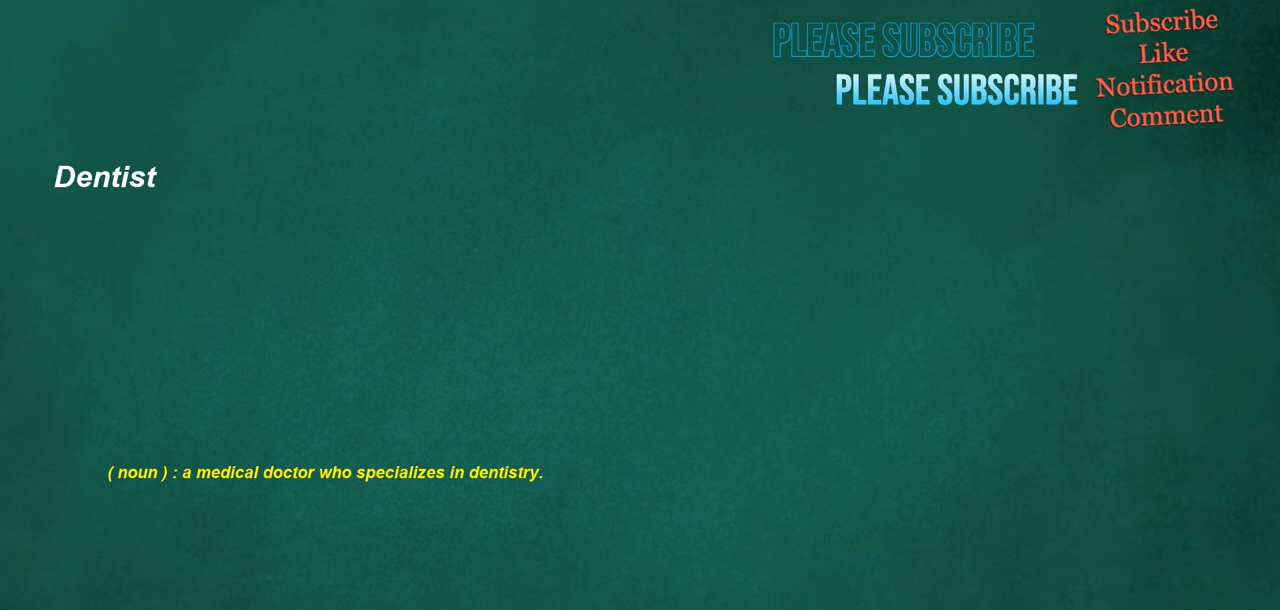 PLEASE SUBSCRIBE
PLEASE SUBSCRIBE
Subscribe
Like
Notification
Comment
Dentist
( noun ) : a medical doctor who specializes in dentistry.